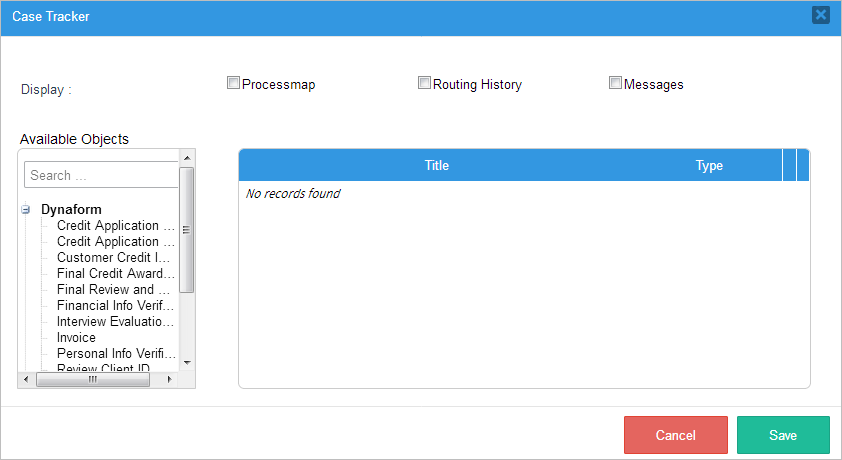 Case Tracker
Display :
Processmap
Routing History
Messages
Available Objects
Search ...
Title
Type
No records found
Dynaform
Credit Application ...
Credit Application ...
Customer Credit I...
Final Credit Award...
Final Review and ...
Financial Info Verif...
Interview Evaluatio...
Invoice
Personal Info Verifi...
Review Client ID
Cancel
Save